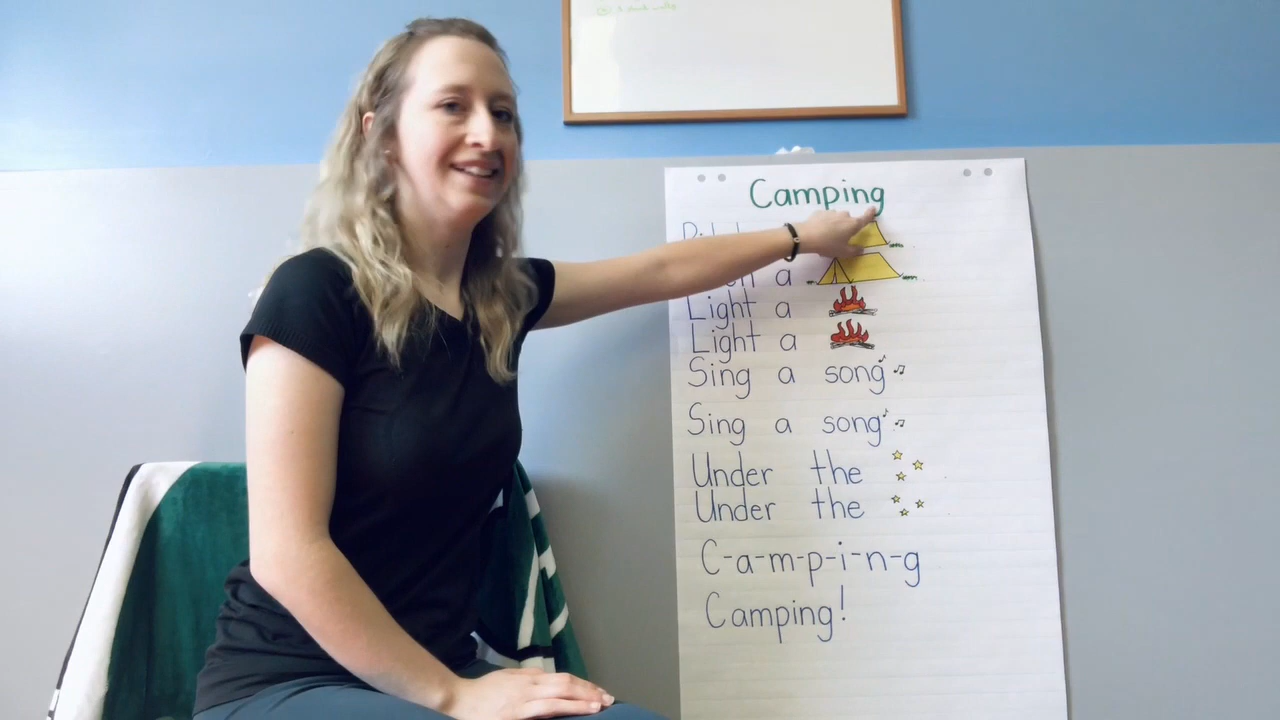 Camping
a
Light a
Light a
Sing a song
Sing a song
Under the
Under the
C-a-m-p-i-n-g
Camping!